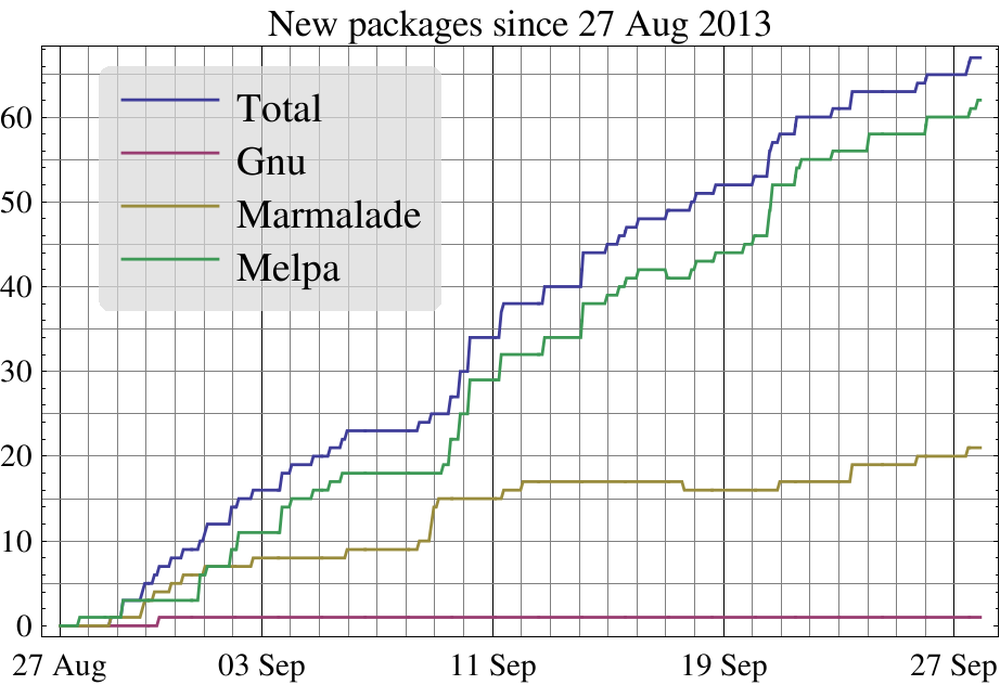 New packages since 27 Aug 2013
Total
Gnu
Marmalade
Melpa
60
50
40
30
20
10
0
27 Aug 03 Sep 11 Sep 19 Sep 27 Sep